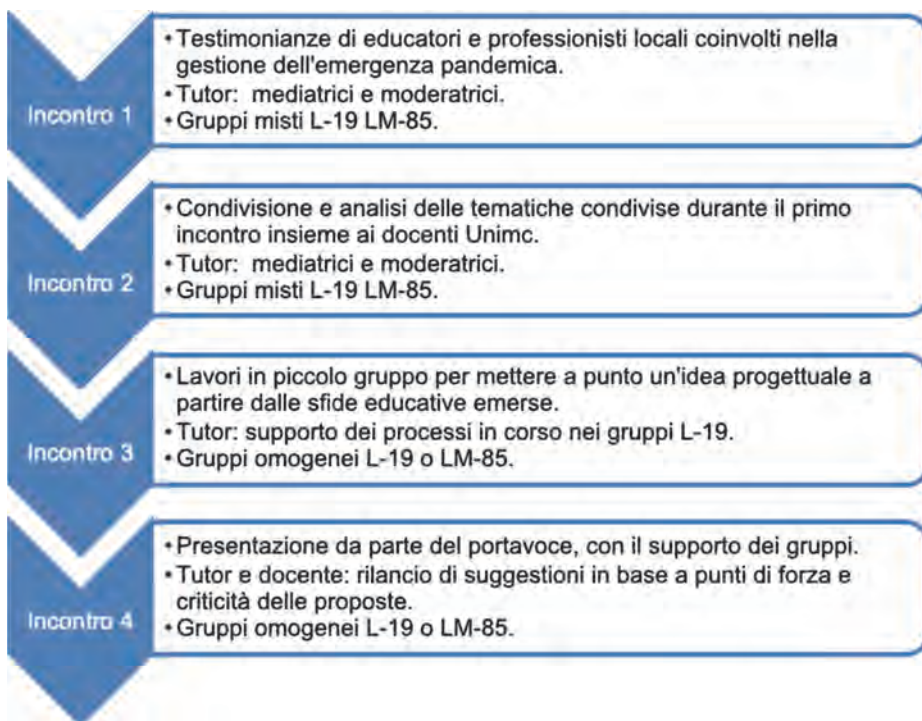 Incontro 1
• Testimonianze di educatori e professionisti locali coinvolti nella
gestione dell'emergenza pandemica.
• Tutor: mediatrici e moderatrici.
• Gruppi misti L-19 LM-85.
Incontro 2
• Condivisione e analisi delle tematiche condivise durante il primo
incontro insieme ai docenti Unimc.
• Tutor: mediatrici e moderatrici.
• Gruppi misti L-19 LM-85.
Incontro 3
• Lavori in piccolo gruppo per mettere a punto un'idea progettuale a
partire dalle sfide educative emerse.
• Tutor: supporto dei processi in corso nei gruppi L-19.
• Gruppi omogenei L-19 o LM-85.
Incontro 4
• Presentazione da parte del portavoce, con il supporto dei gruppi.
• Tutor e docente: rilancio di suggestioni in base a punti di forza e
criticità delle proposte.
• Gruppi omogenei L-19 o LM-85.